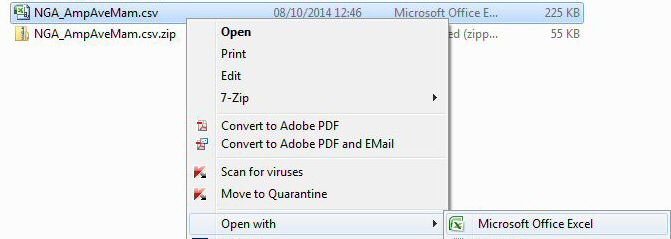 NGA_AmpAveMam.csv 08/10/2014 12:46 Microsoft Office E... 225 KB
NGA_AmpAveMam.csv.zip ed (zipp... 55 KB
Open
Print
Edit
7-Zip
Convert to Adobe PDF
Convert to Adobe PDF and EMail
Scan for viruses
Move to Quarantine
Open with
Microsoft Office Excel